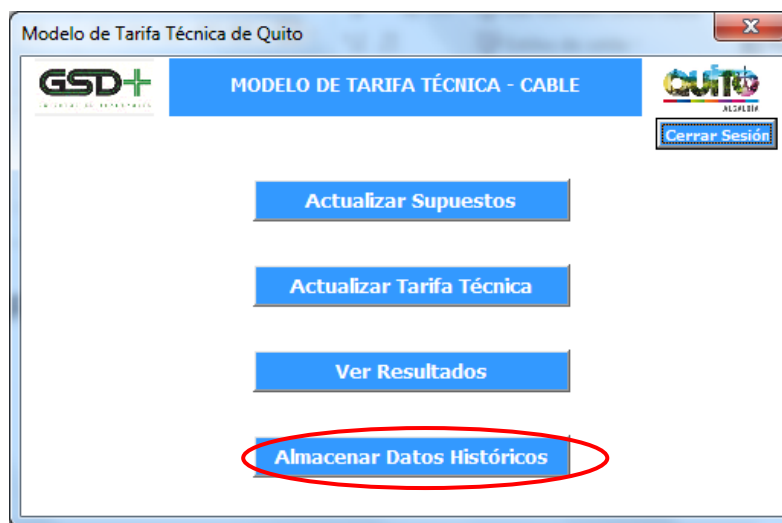 Modelo de Tarifa Técnica de Quito
GSD+
MODELO DE TARIFA TÉCNICA - CABLE
QUITO
ALCALDÍA
Cerrar Sesión
Actualizar Supuestos
Actualizar Tarifa Técnica
Ver Resultados
Almacenar Datos Históricos